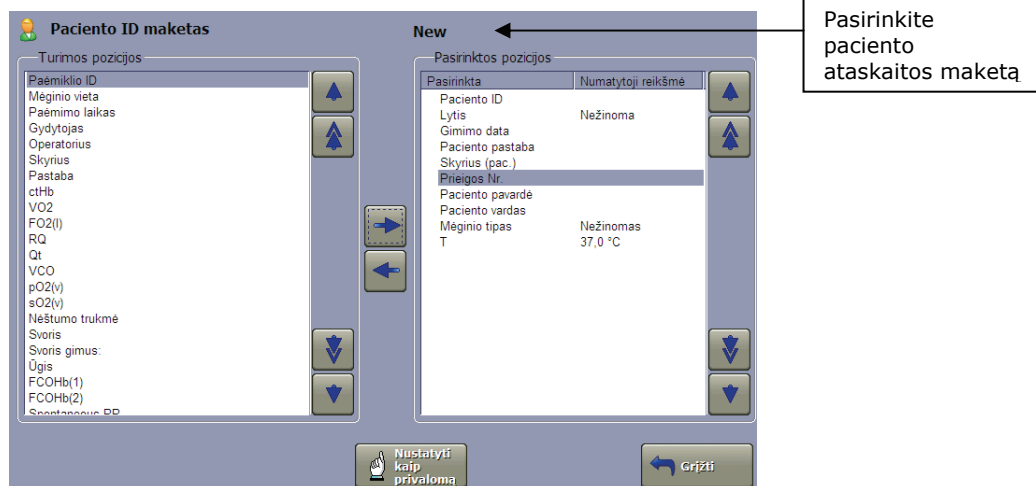 Paciento ID maketas
New
Pasirinkite
paciento
ataskaitos maketą
Turimos pozicijos
Paėmiklio ID
Mėginio vieta
Paėmimo laikas
Gydytojas
Operatorius
Skyrius
Pastaba
ctHb
VO2
FO2(I)
RQ
Qt
VCO
pO2(v)
sO2(v)
Nėštumo trukmė
Svoris
Svoris gimus:
Ūgis
FCOHb(1)
FCOHb(2)
Spontaneous RR
Pasirinktos pozicijos
Pasirinkta Numatytoji reikšmė
Paciento ID
Lytis Nežinoma
Gimimo data
Paciento pastaba
Skyrius (pac.)
Prieigos Nr.
Paciento pavardė
Paciento vardas
Mėginio tipas Nežinomas
T 37,0 °C
Nustatyti
kaip
privalomą
Grįžti